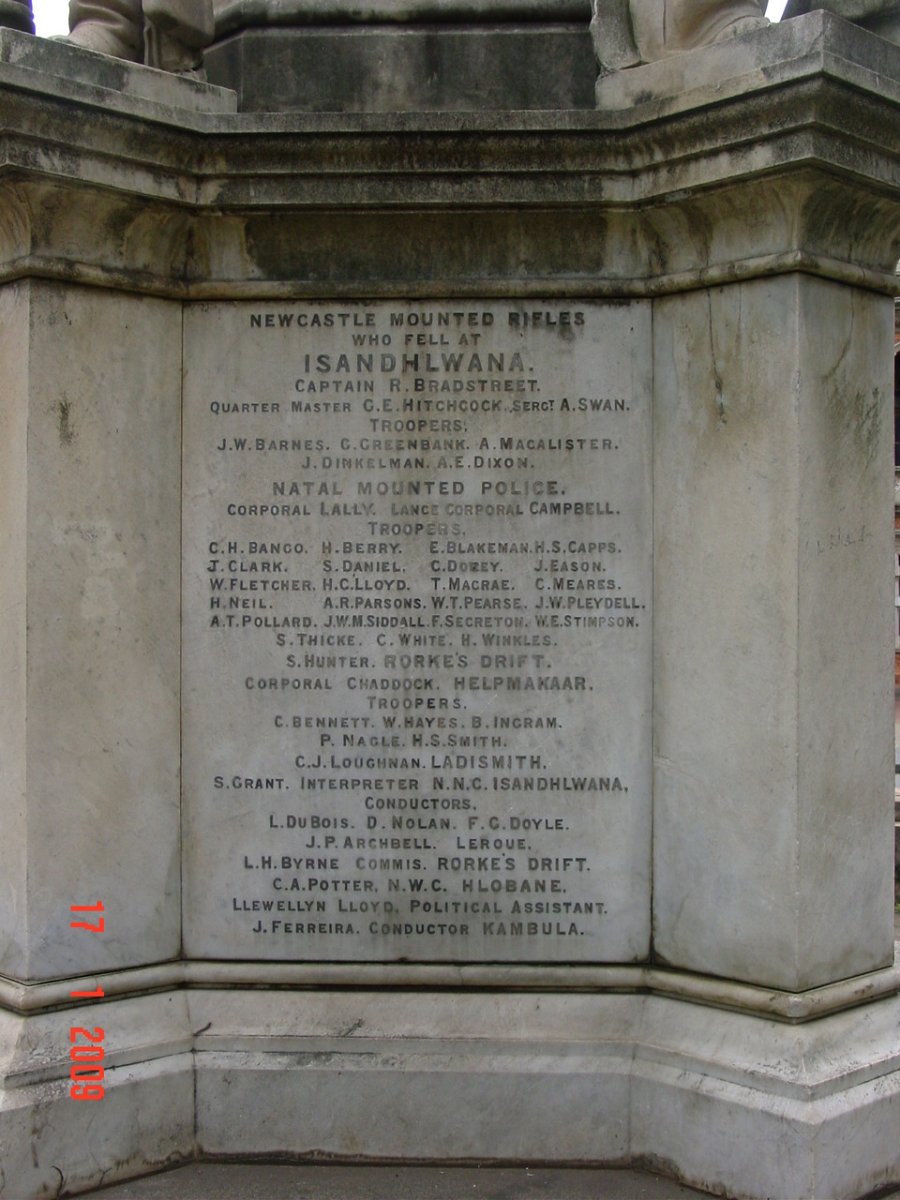 NEWCASTLE MOUNTED RIFLES
WHO FELL AT
ISANDHLWANA.
CAPTAIN R. BRADSTREET.
QUARTER MASTER G.E. HITCHCOCK. SERGT A. SWAN.
TROOPERS,
J.W. BARNES. G. GREENBANK. A. MACALISTER.
J. DINKELMAN. A.E. DIXON.
NATAL MOUNTED POLICE.
CORPORAL LALLY. LANCE CORPORAL CAMPBELL.
TROOPERS,
C.H. BANGO. H. BERRY. E. BLAKEMAN. H.S. CAPPS.
J. CLARK. S. DANIEL. C. DOREY. J. EASON.
W. FLETCHER. H.C. LLOYD. T. MACRAE. C. MEARES.
H. NEIL. A.R. PARSONS. W.T. PEARSE. J.W. PLEYDELL.
A.T. POLLARD. J.W.M. SIDDALL. F. SECRETON. W.E. STIMPSON.
S. THICKE. C. WHITE. H. WINKLES.
S. HUNTER. RORKE'S DRIFT.
CORPORAL CHADDOCK. HELPMAKAAR.
TROOPERS.
C. BENNETT. W. HAYES. B. INGRAM.
P. NAGLE. H.S. SMITH.
C.J. LOUGHNAN. LADISMITH.
S. GRANT. INTERPRETER N.N.C. ISANDHLWANA,
CONDUCTORS,
L. DUBOIS. D. NOLAN. F.G. DOYLE.
J.P. ARCHBELL. LEROUE.
L.H. BYRNE COMMIS. RORKE'S DRIFT.
C.A. POTTER, N.W.C. HLOBANE.
LLEWELLYN LLOYD, POLITICAL ASSISTANT.
J. FERREIRA. CONDUCTOR KAMBULA.
17 1 2009